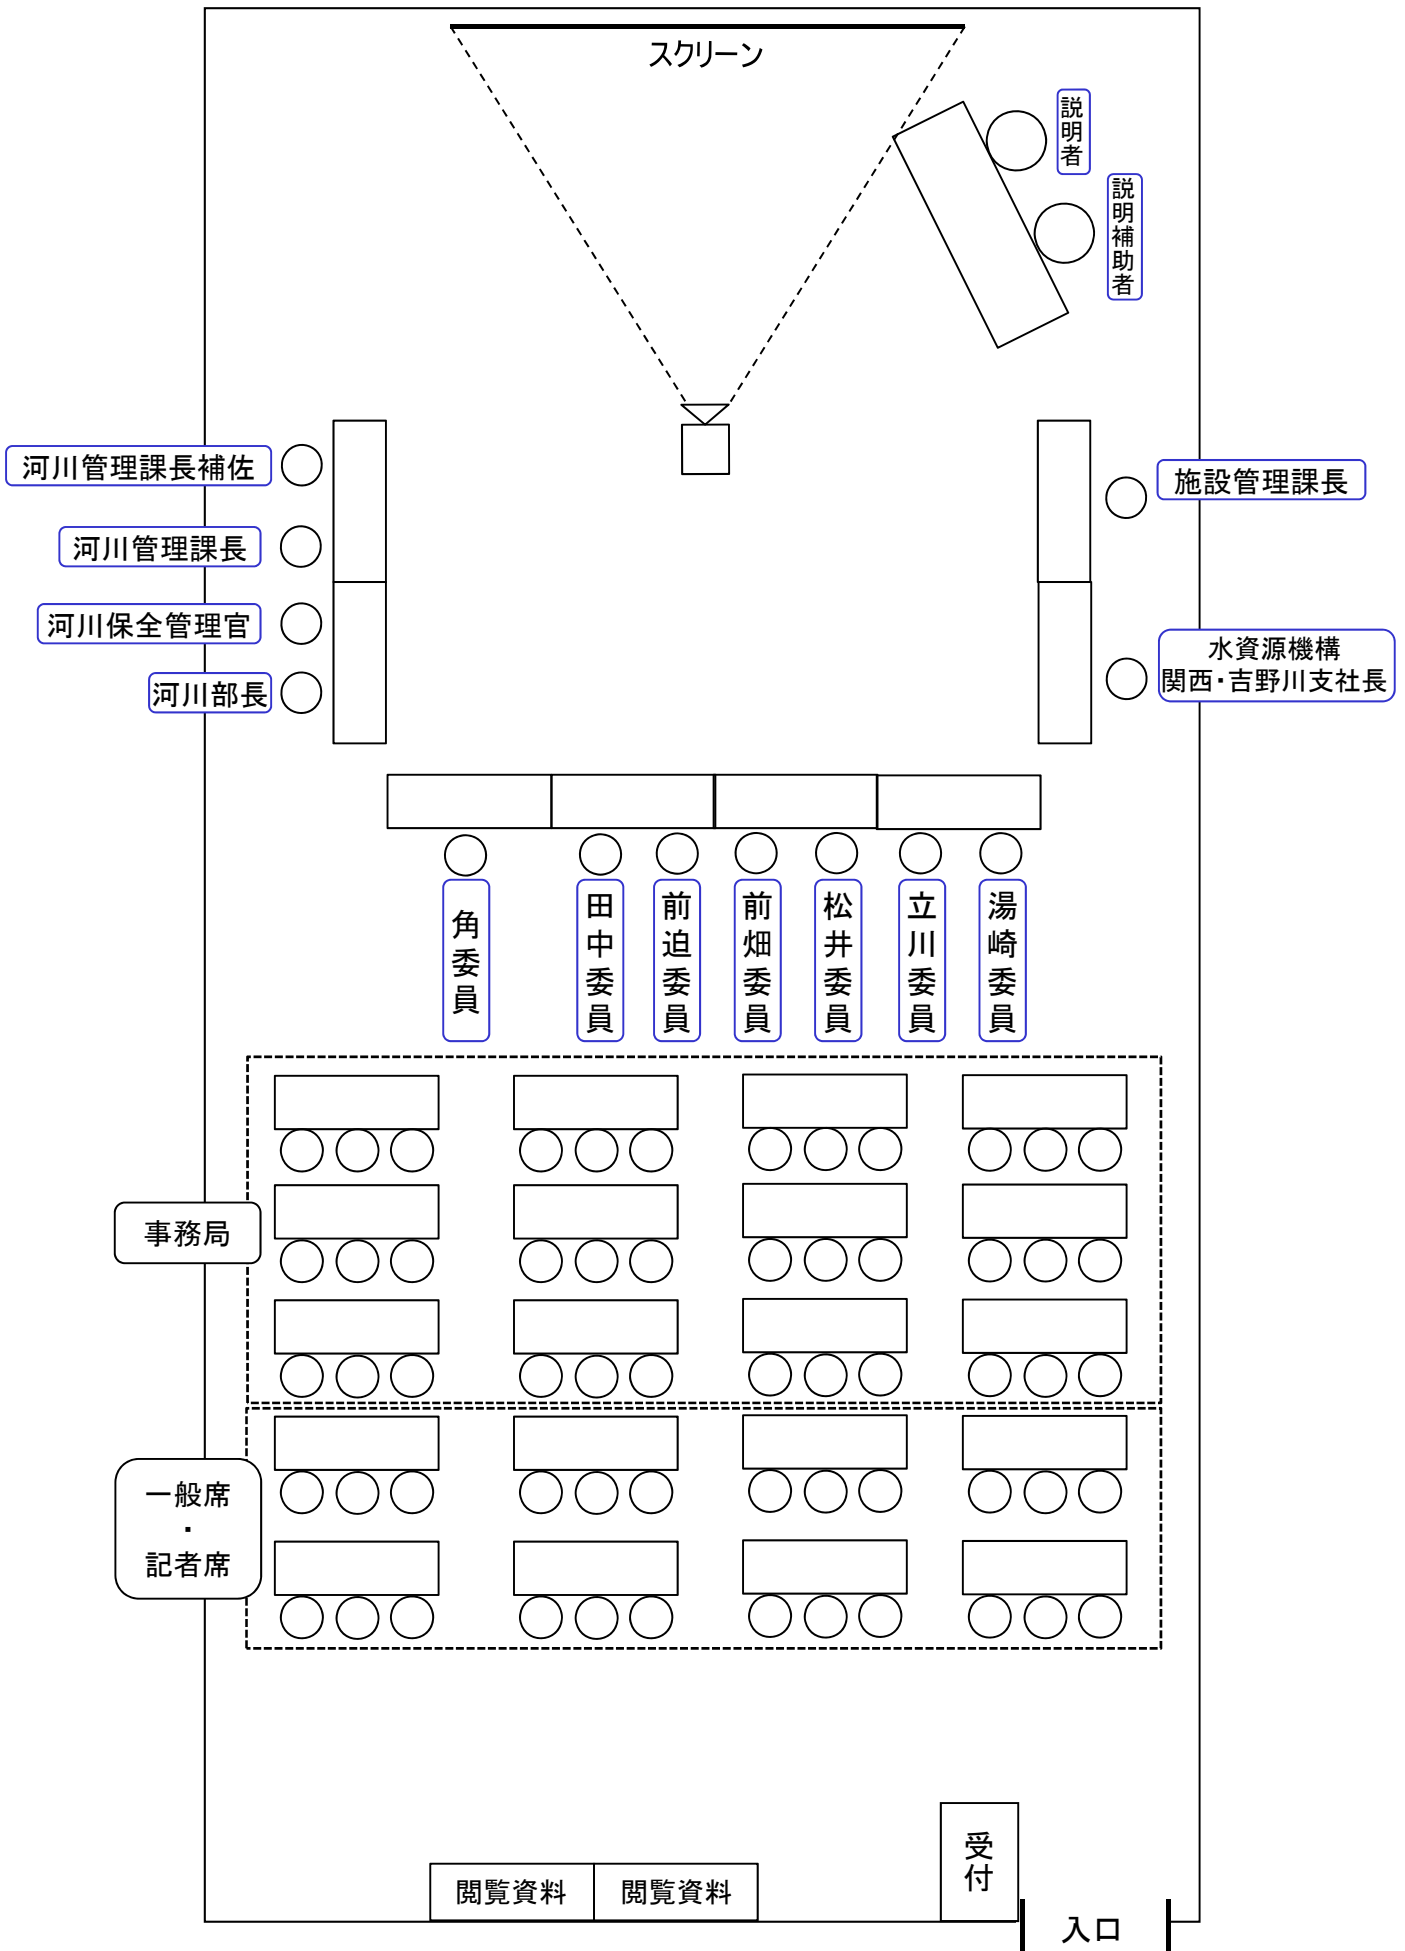 スクリーン
説明者
説明補助者
河川管理課長補佐
河川管理課長
河川保全管理官
河川部長
施設管理課長
水資源機構
関西・吉野川支社長
角委員
田中委員
前迫委員
前畑委員
松井委員
立川委員
湯崎委員
事務局
一般席
・
記者席
受付
閲覧資料
閲覧資料
入口